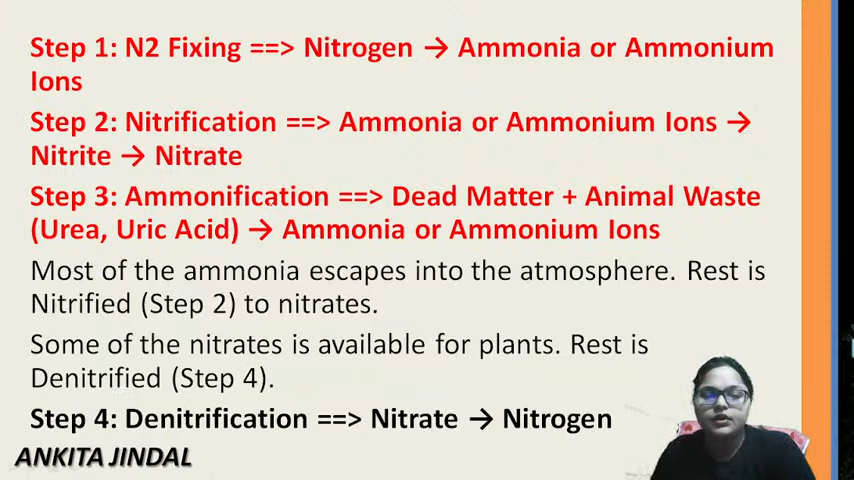 Step 1: N2 Fixing ==> Nitrogen → Ammonia or Ammonium
Ions
Step 2: Nitrification ==> Ammonia or Ammonium Ions →
Nitrite → Nitrate
Step 3: Ammonification ==> Dead Matter + Animal Waste
(Urea, Uric Acid) → Ammonia or Ammonium Ions
Most of the ammonia escapes into the atmosphere. Rest is
Nitrified (Step 2) to nitrates.
Some of the nitrates is available for plants. Rest is
Denitrified (Step 4).
Step 4: Denitrification ==> Nitrate → Nitrogen
ANKITA JINDAL